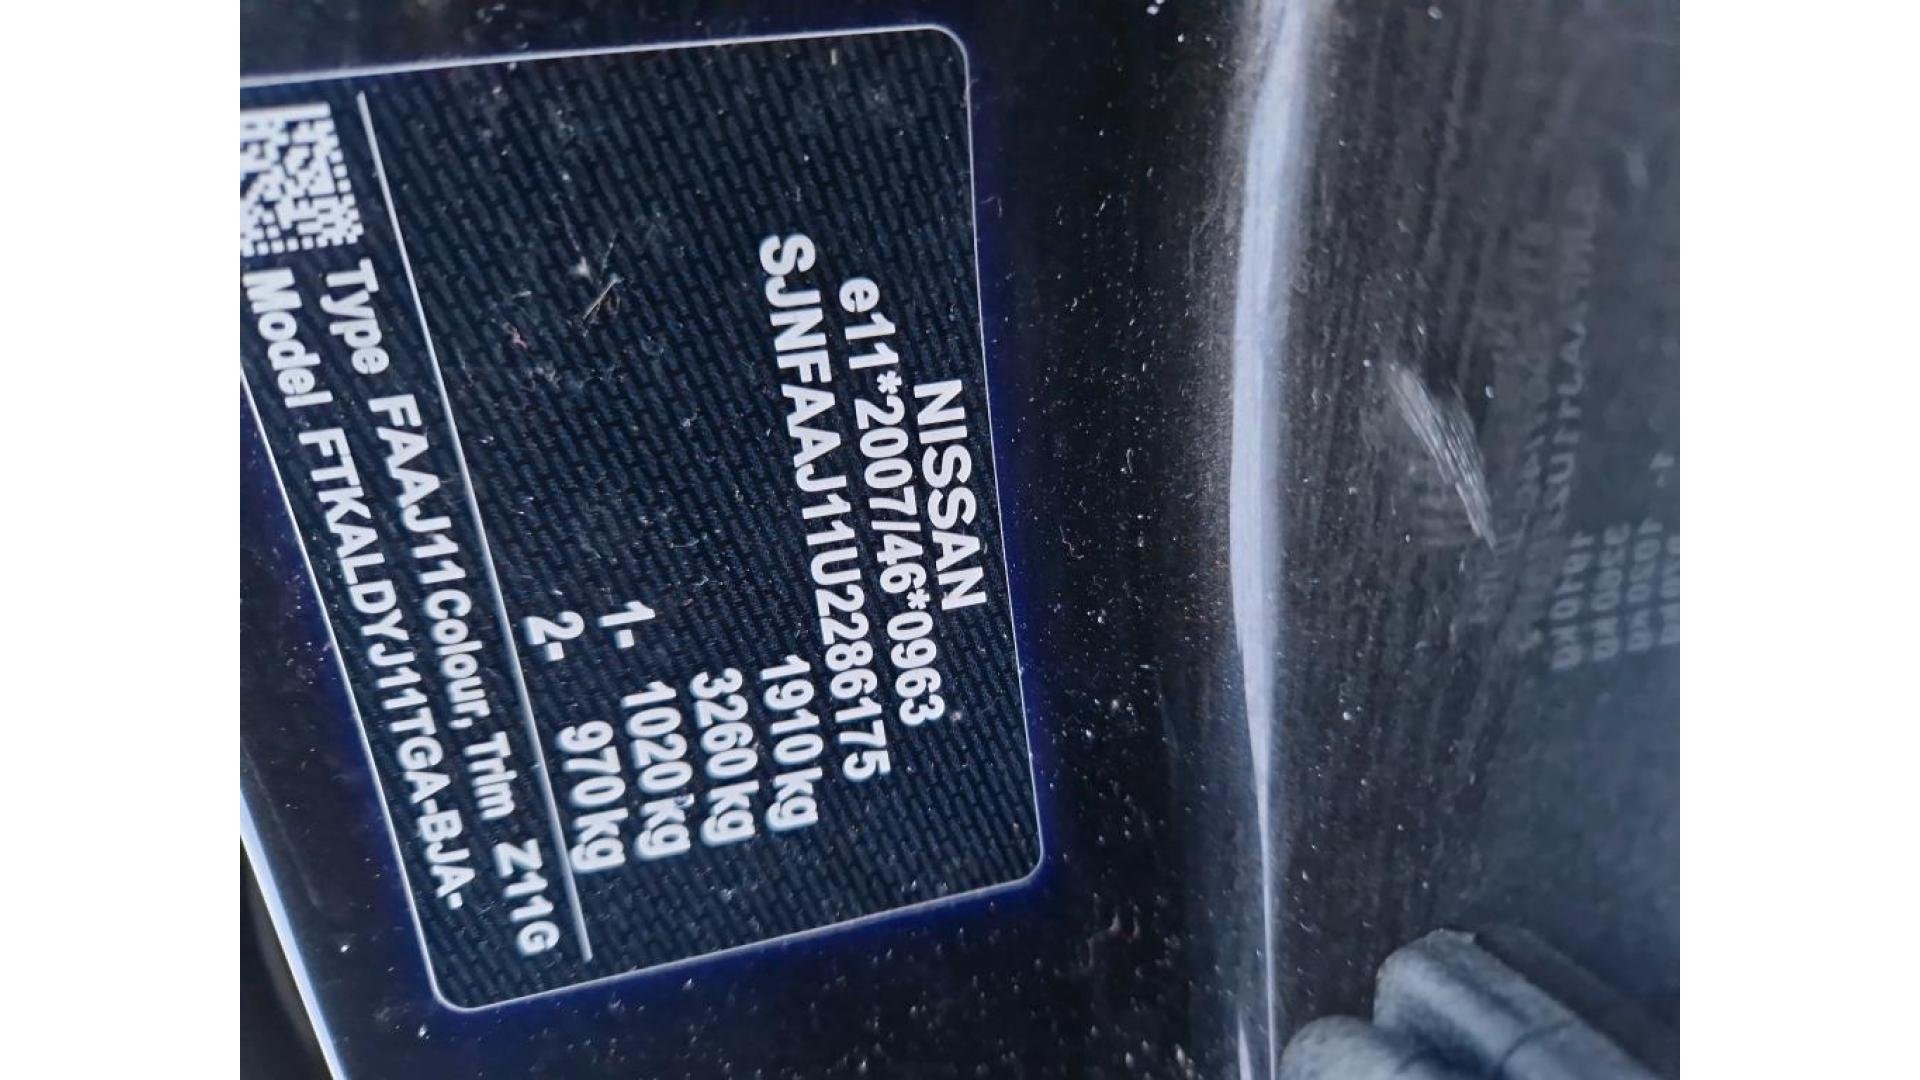 NISSAN
e11*2007/46*0963
SJNFAAJ11U2286175
1910 kg
3260 kg
1- 1020 kg
2- 970 kg
Type FAAJ11Colour, Trim Z11G
Model FTKALDYJ11TGA-BJA-